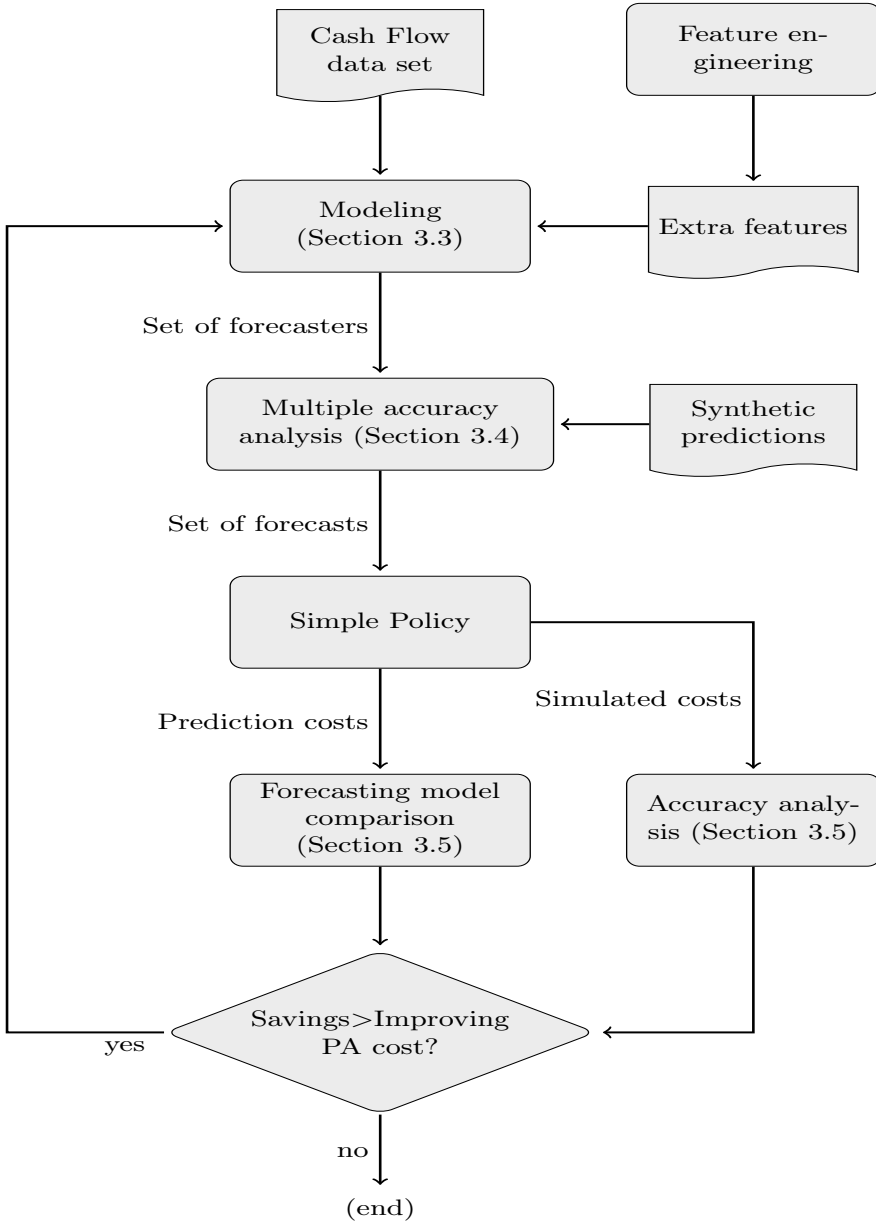 Cash Flow
data set
Feature en-
gineering
Modeling
(Section 3.3)
Extra features
Set of forecasters
Multiple accuracy
analysis (Section 3.4)
Synthetic
predictions
Set of forecasts
Simple Policy
Simulated costs
Prediction costs
Forecasting model
comparison
(Section 3.5)
Accuracy analy-
sis (Section 3.5)
Savings>Improving
PA cost?
yes
no
(end)